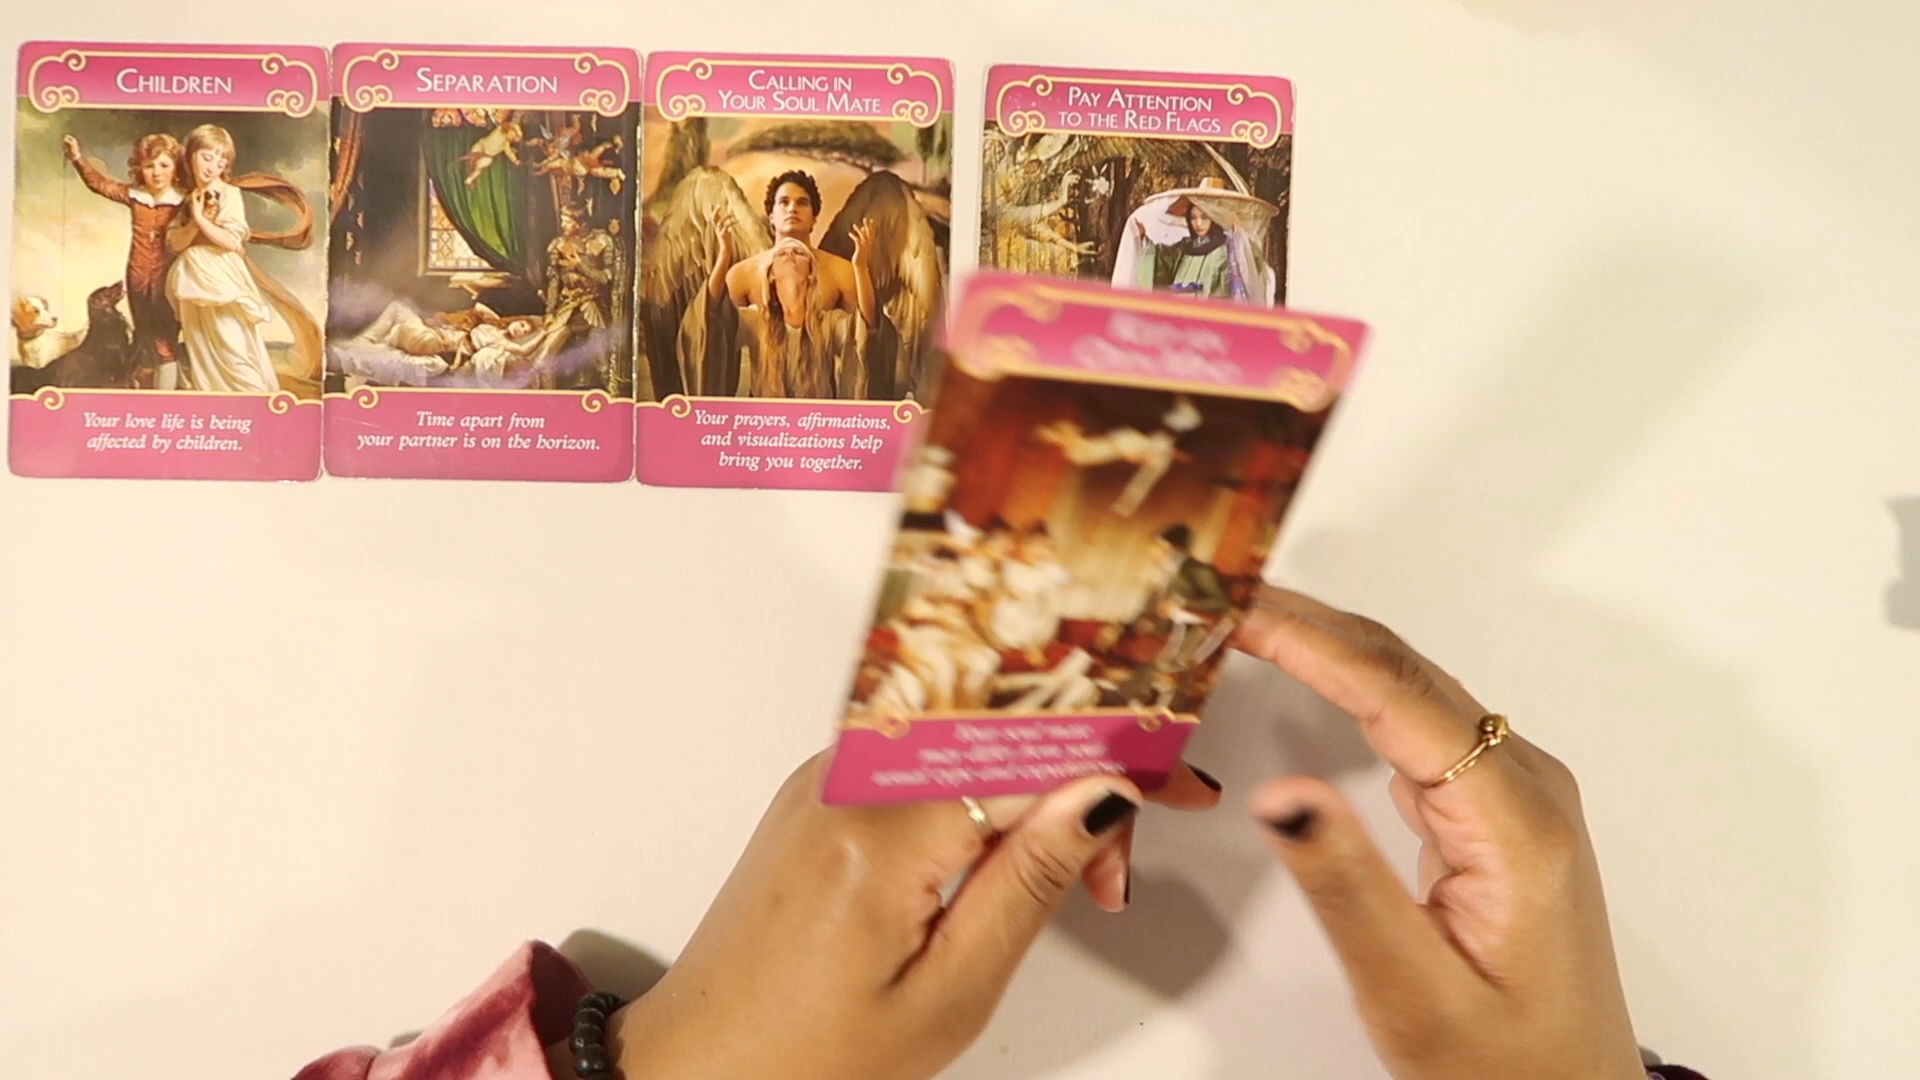 CHILDREN
Your love life is being
affected by children.
SEPARATION
Time apart from
your partner is on the horizon.
CALLING IN
YOUR SOUL MATE
Your prayers, affirmations,
and visualizations help
bring you together.
PAY ATTENTION
TO THE RED FLAGS